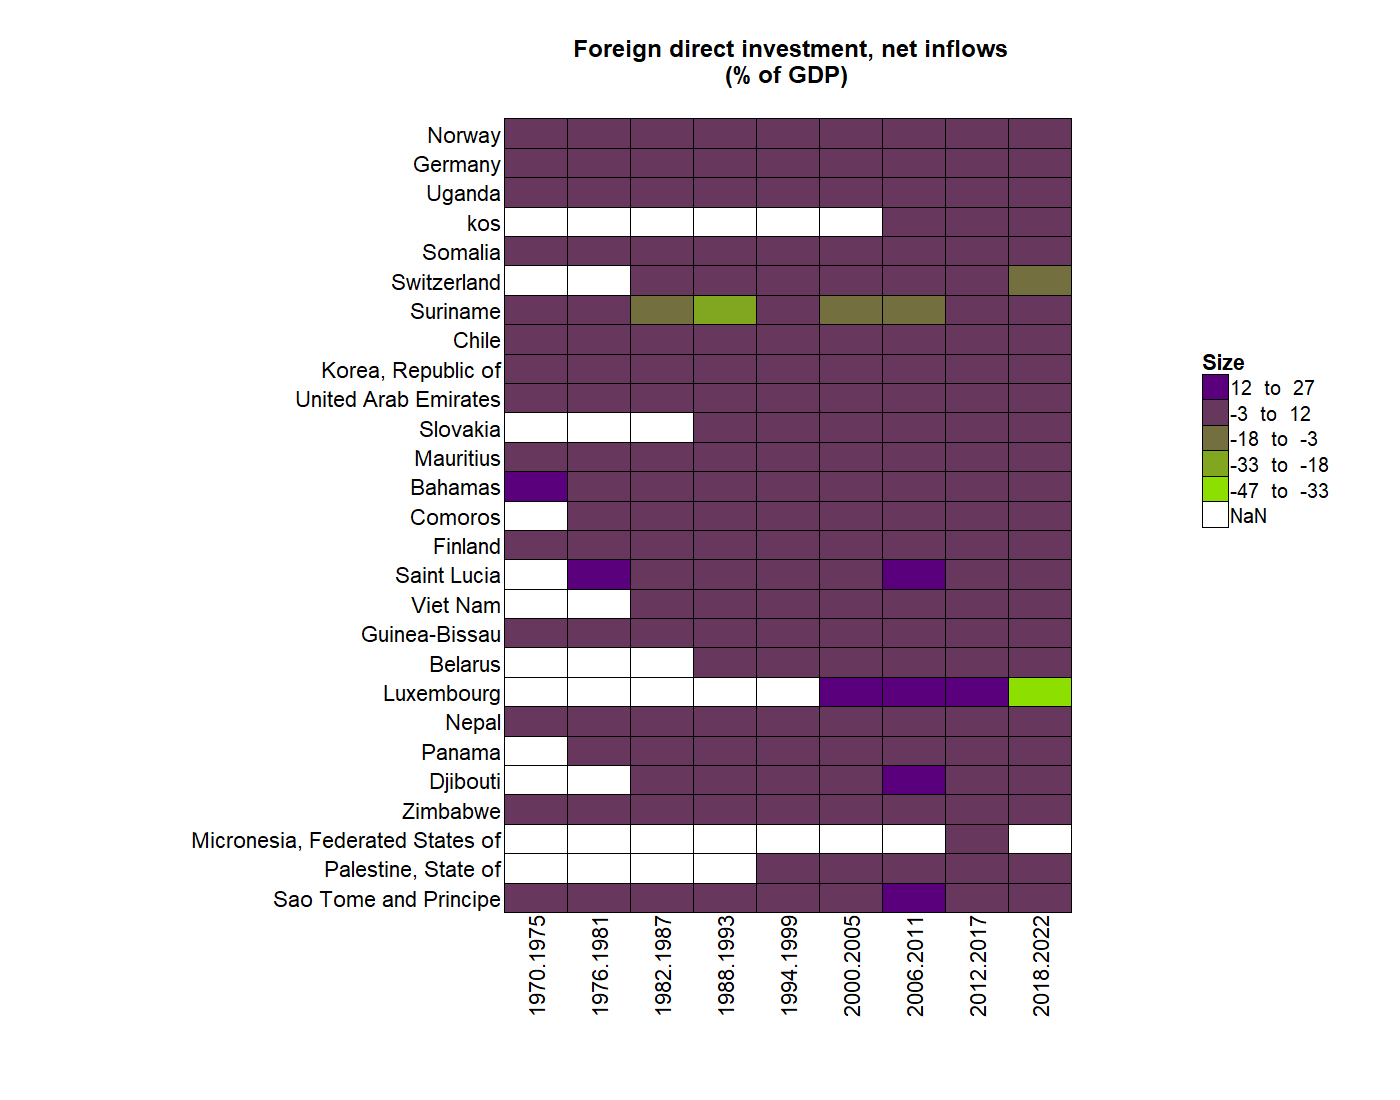 Foreign direct investment, net inflows
(% of GDP)
Norway
Germany
Uganda
kos
Somalia
Switzerland
Suriname
Chile
Korea, Republic of
United Arab Emirates
Slovakia
Mauritius
Bahamas
Comoros
Finland
Saint Lucia
Viet Nam
Guinea-Bissau
Belarus
Luxembourg
Nepal
Panama
Djibouti
Zimbabwe
Micronesia, Federated States of
Palestine, State of
Sao Tome and Principe
1970.1975
1976.1981
1982.1987
1988.1993
1994.1999
2000.2005
2006.2011
2012.2017
2018.2022
Size
12 to 27
-3 to 12
-18 to -3
-33 to -18
-47 to -33
NaN